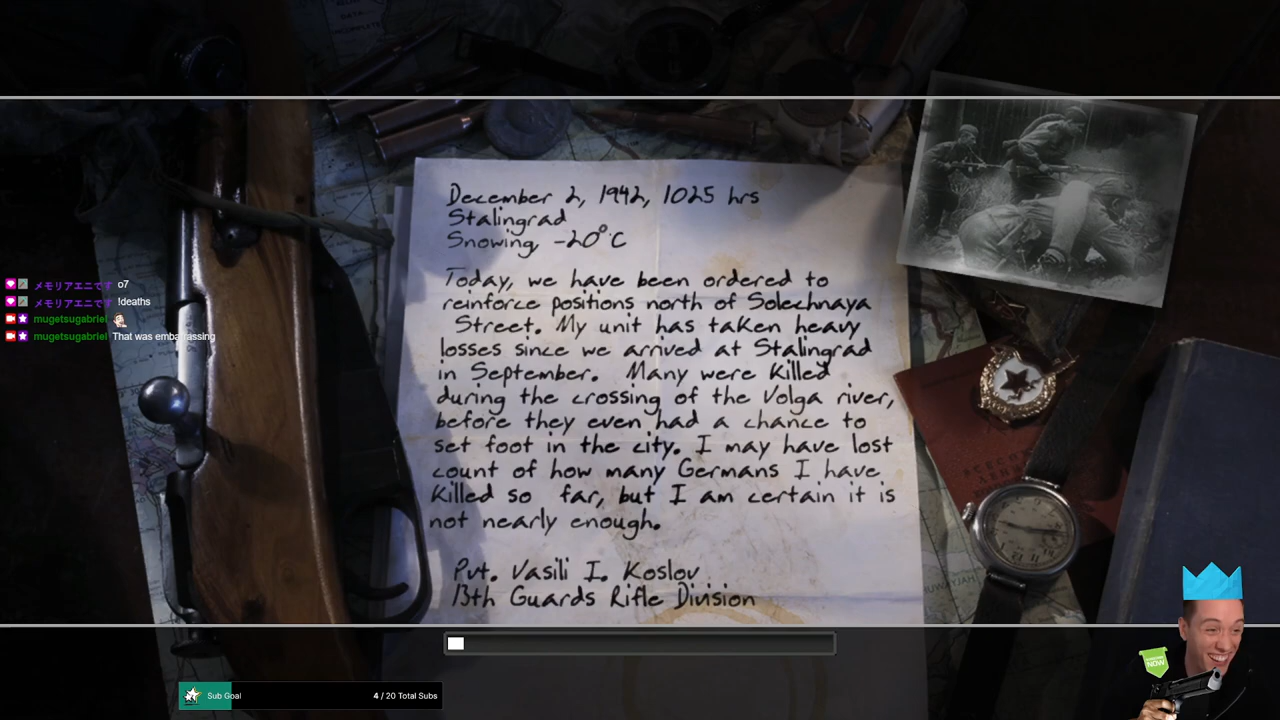 December 2, 1942, 1025 hrs
Stalingrad
Snowing, -20°C
Today, we have been ordered to
reinforce positions north of Solechnaya
Street. My unit has taken heavy
losses since we arrived at Stalingrad
in September. Many were killed
during the crossing of the Volga river,
before they even had a chance to
set foot in the city. I may have lost
count of how many Germans I have
killed so far, but I am certain it is
not nearly enough.
Pvt. Vasili I. Koslov
13th Guards Rifle Division
メモリアエニです o7
メモリアエニです !deaths
mugetsugabriel
mugetsugabriel That was embarrassing
Sub Goal
4 / 20 Total Subs
NOW